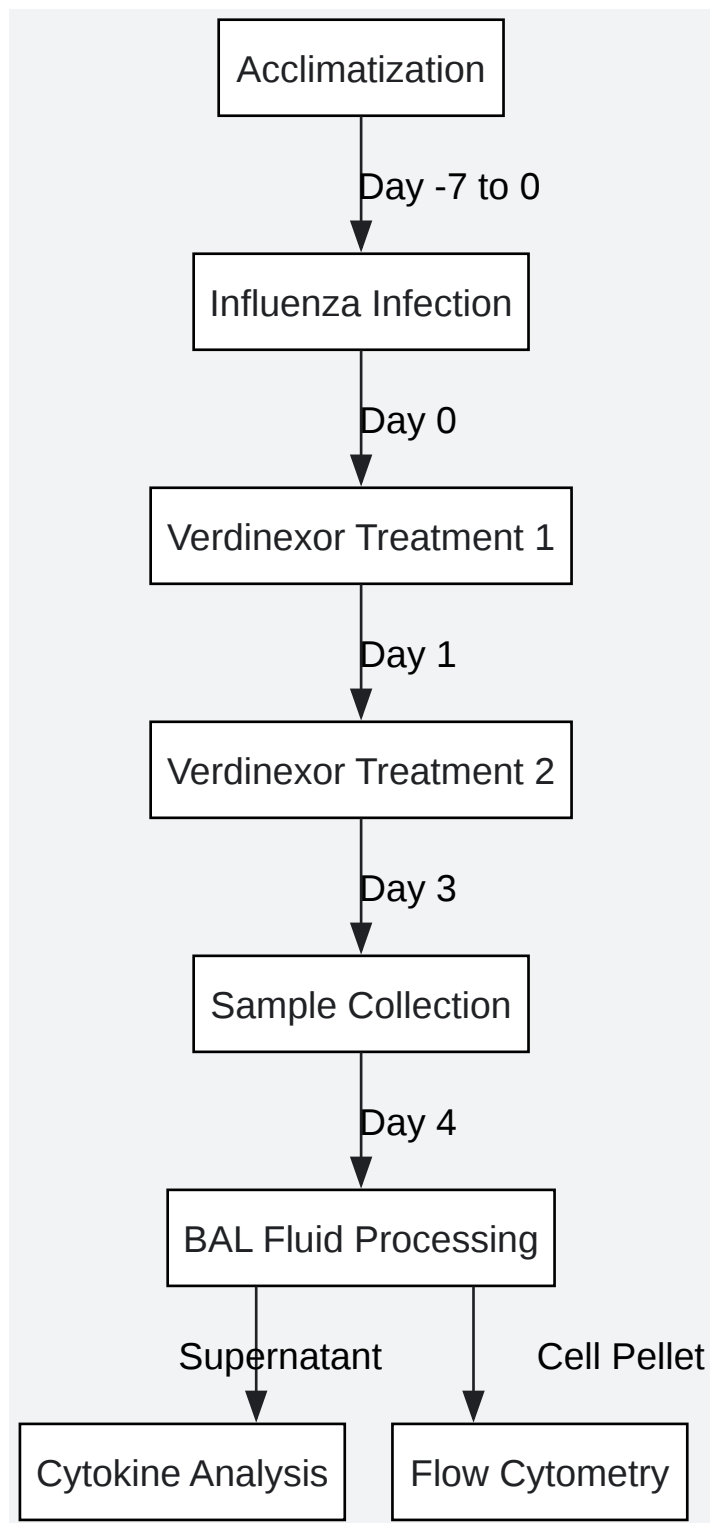 Acclimatization
Day -7 to 0
Influenza Infection
Day 0
Verdinexor Treatment 1
Day 1
Verdinexor Treatment 2
Day 3
Sample Collection
Day 4
BAL Fluid Processing
Supernatant
Cell Pellet
Cytokine Analysis
Flow Cytometry